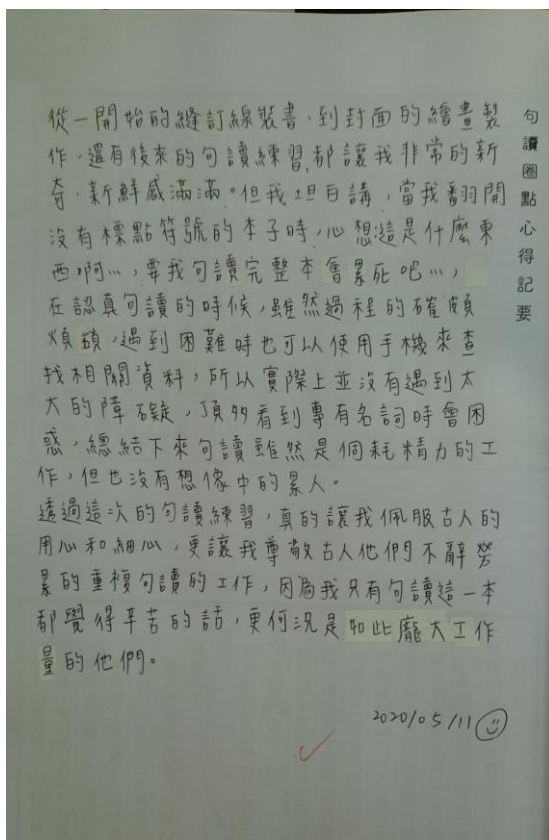 句讀圈點心得記要
從一開始的縫訂線裝書、到封面的繪畫製
作,還有後來的句讀練習都讓我非常的新
奇、新鮮感滿滿。但我坦白講,當我翻開
沒有標點符號的本子時,心想這是什麼東
西啊…,要我句讀完整本會累死吧…,
在認真句讀的時候,雖然過程的確頗
煩瑣,遇到困難時也可以使用手機來查
找相關資料,所以實際上並沒有遇到太
大的障礙,頂多看到專有名詞時會困
惑,總結下來句讀雖然是個耗精力的工
作,但也沒有想像中的累人。
透過這次的句讀練習,真的讓我佩服古人的
用心和細心,更讓我尊敬古人他們不辭勞
累的重複句讀的工作,因為我只有句讀這一本
都覺得辛苦的話,更何況是如此龐大工作
量的他們。
2020/05/11